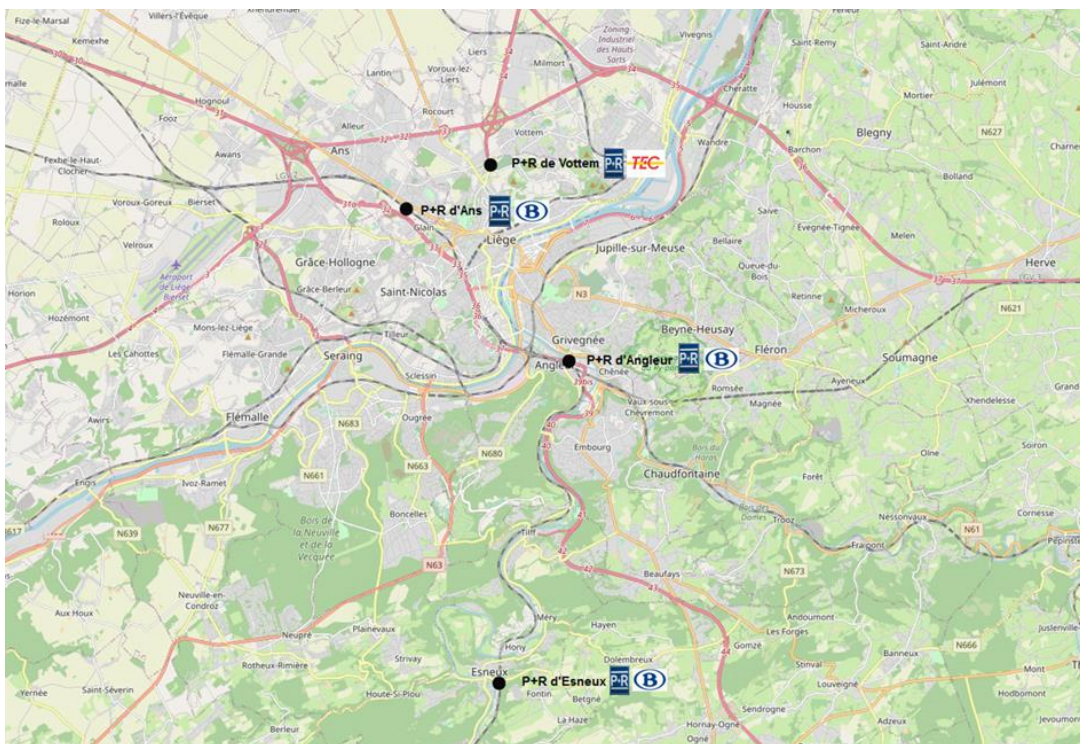 Fize-le-Marsal
Villers-l'Évêque
Kemexhe
Lantin
Liers
Milmort
Voroux-lez-
Liers
Zoning
Industriel
des Hauts-
Sarts
Vivegnis
Saint-Remy
Saint-André
Julémont
Mortier
Cheratte
Housse
N627
Blegny
Hognoul
Fooz
Rocourt
Alleur
Awans
Ans
Vottem
Wandre
Barchon
Bolland
Fexhe-le-Haut-
Clocher
P+R de Vottem P+R TEC
Voroux-Goreux
Bierset
Roloux
Velroux
P+R d'Ans P+R B
Glain
Liège
Jupille-sur-Meuse
Saive
Evegnée-Tignée
Bellaire
Melen
Herve
Queue-du-
Bois
Aéroport
de Liège
Bierset
Grâce-Hollogne
Grâce-Berleur
Saint-Nicolas
Horion
Hozémont
Mons-lez-Liège
N3
Retinne
Micheroux
N621
Les Cahottes
Flémalle-Grande
Tilleur
Seraing
Sclessin
Grivegnée
Beyne-Heusay
Fléron
Soumagne
Angle
P+R d'Angleur P+R B
Chênée
39bis
Romsée
Ayeneux
Magnée
Vaux-sous-
Chèvremont
Xhendelesse
Awirs
Flémalle
Ougrée
N683
N680
N661
N663
Embourg
Chaudfontaine
Olne
Soiron
Forêt
Engis
Ivoz-Ramet
N617
N639
N677
Boncelles
Bois de
la Neuville
et de la
Vecquée
N63
Tilff
Trooz
Nessonvaux
Cornesse
N61
Fraipont
Pepinster
N673
Beaufays
Aux Houx
Neuville-en-
Condroz
Neupré
Plainevaux
Rotheux-Rimière
Strivay
Méry
Hayen
Hony
Dolembreux
Les Forges
Gomzé
Andoumont
N666
Banneux
Esneux
P+R d'Esneux P+R B
Stinval
Louveigné
Mont
Yernée
Saint-Séverin
Houte-Si-Plou
Fontin
Betgné
La Haze
Berleur
Hornay-Ogne
Ogné
Sendrogne
Adzeux
Hodbomont
Jevoumont